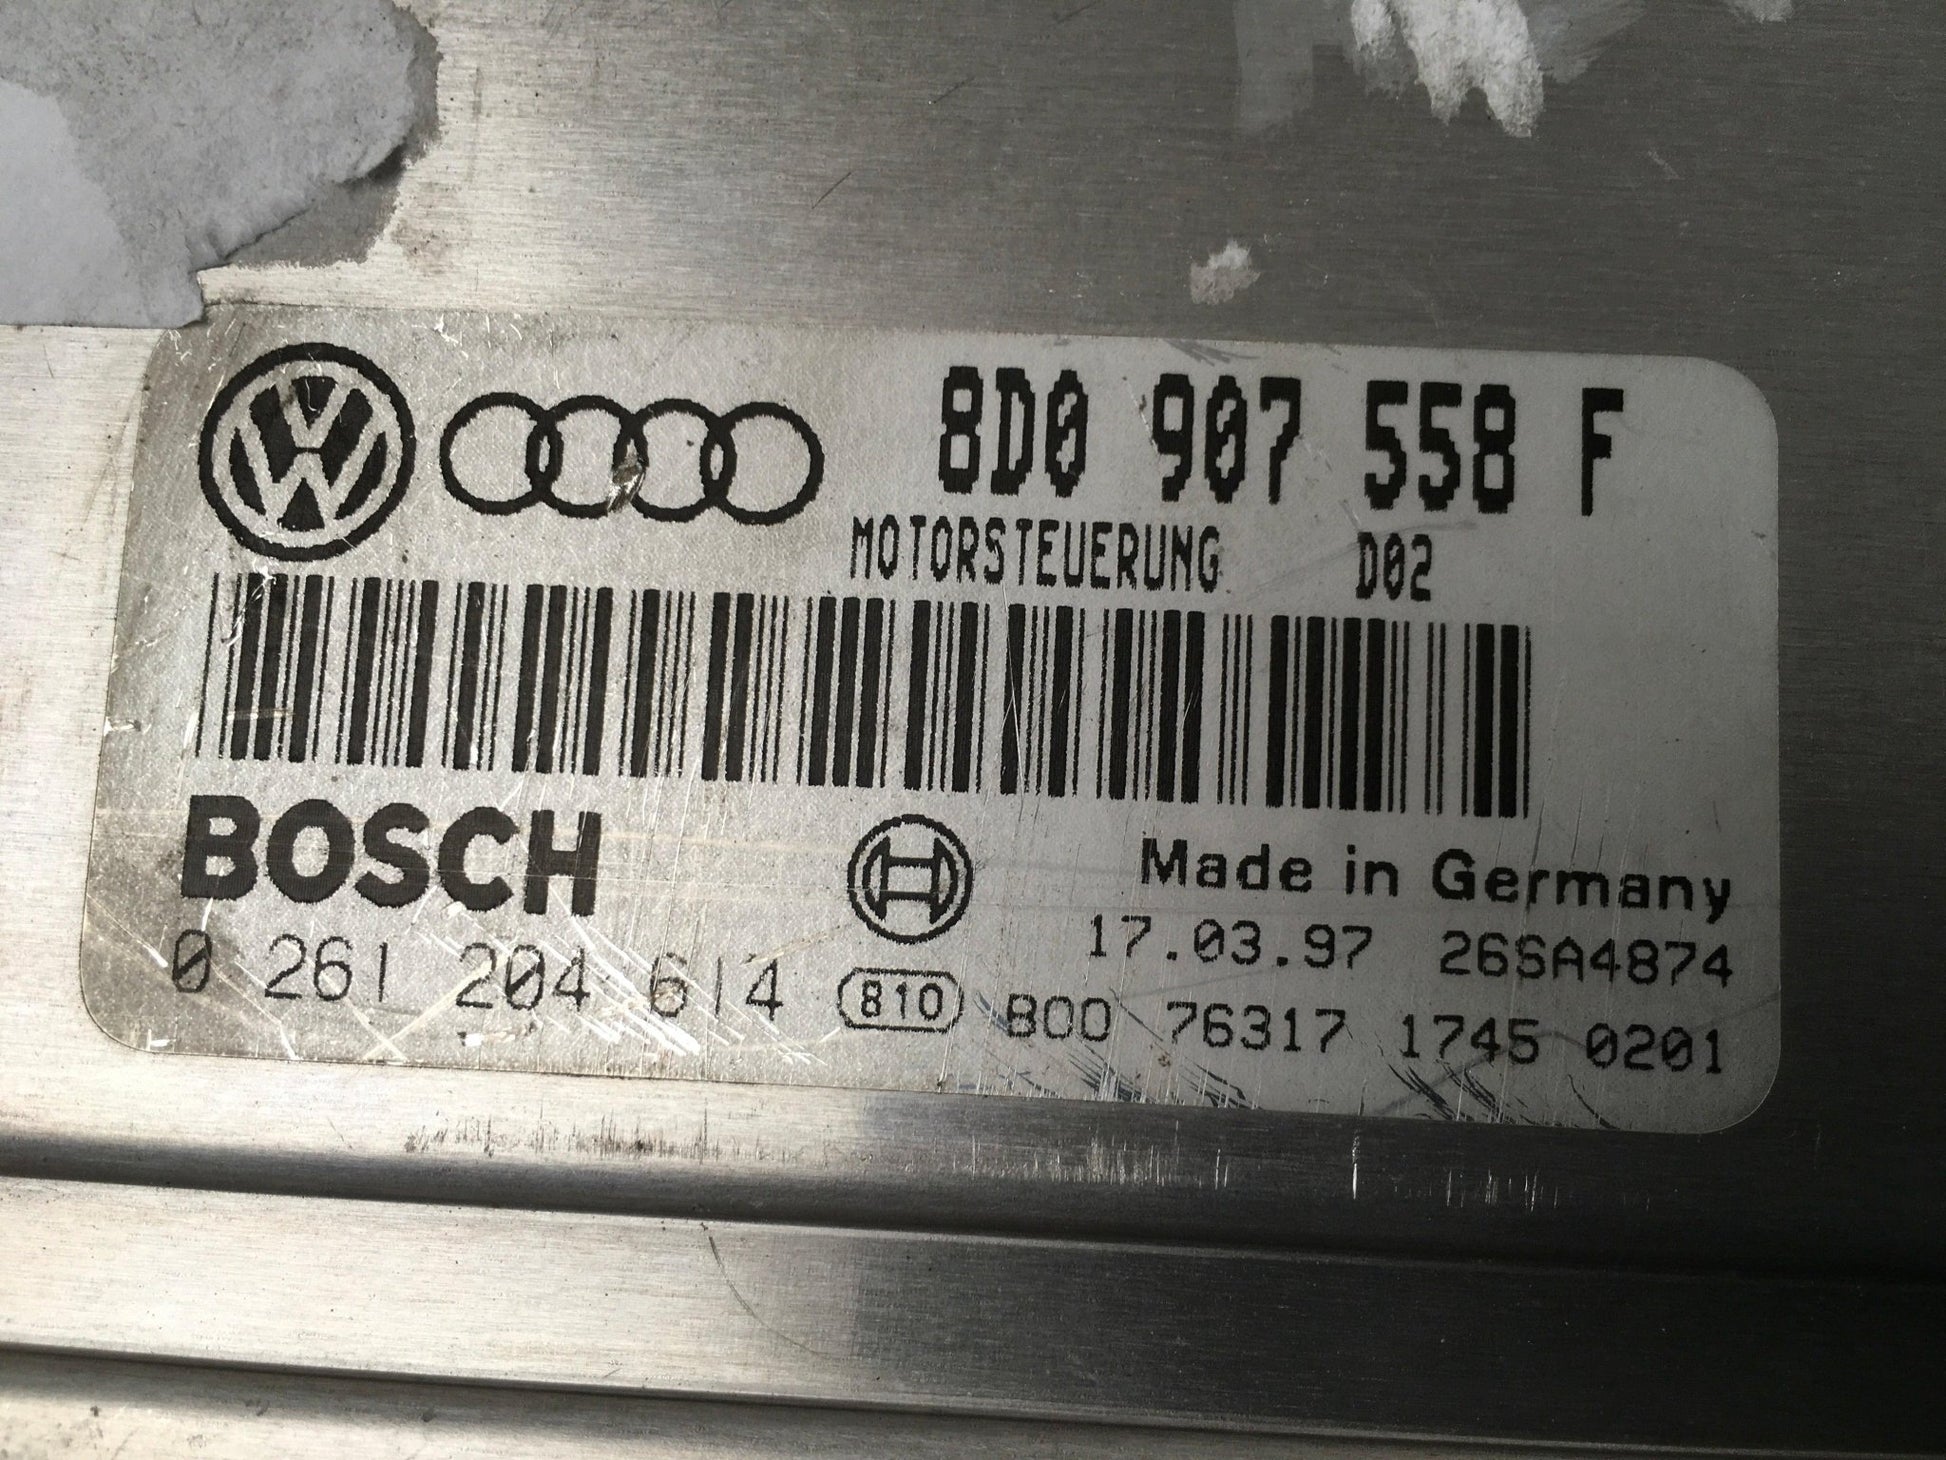 8D0 907 558 F
MOTORSTEUERUNG D02
BOSCH
Made in Germany
17.03.97 26SA4874
0 261 204 614
810 B00 76317 1745 0201